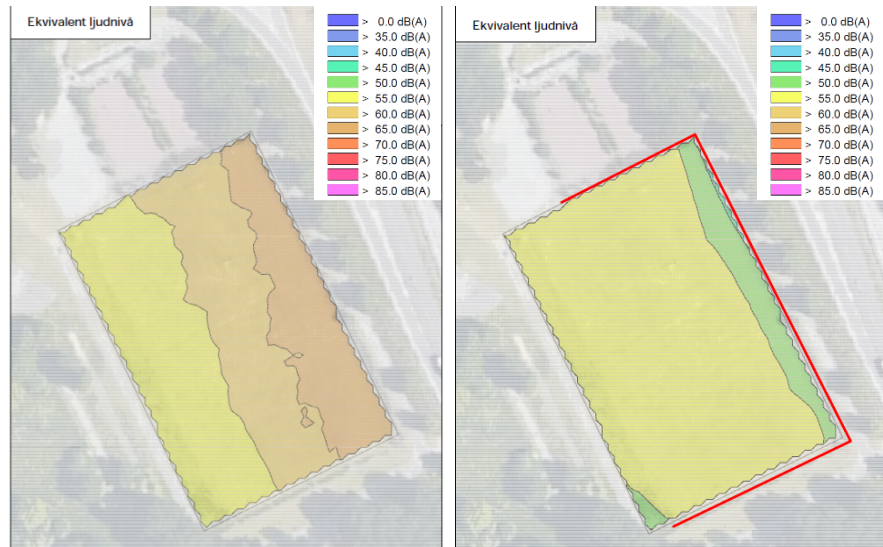 Ekvivalent ljudnivå
> 0.0 dB(A)
> 35.0 dB(A)
> 40.0 dB(A)
> 45.0 dB(A)
> 50.0 dB(A)
> 55.0 dB(A)
> 60.0 dB(A)
> 65.0 dB(A)
> 70.0 dB(A)
> 75.0 dB(A)
> 80.0 dB(A)
> 85.0 dB(A)
Ekvivalent ljudnivå
> 0.0 dB(A)
> 35.0 dB(A)
> 40.0 dB(A)
> 45.0 dB(A)
> 50.0 dB(A)
> 55.0 dB(A)
> 60.0 dB(A)
> 65.0 dB(A)
> 70.0 dB(A)
> 75.0 dB(A)
> 80.0 dB(A)
> 85.0 dB(A)